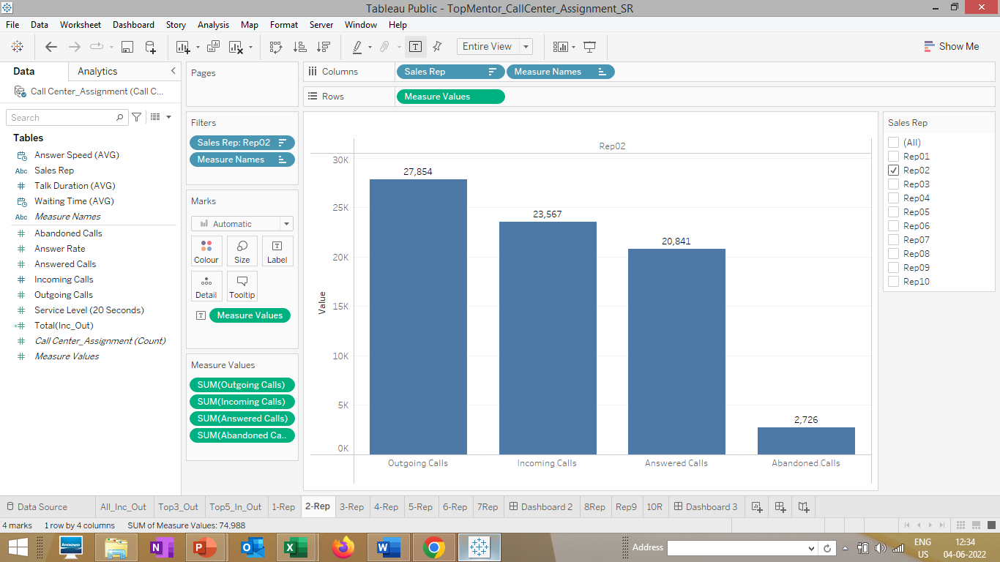 Tableau Public - TopMentor_CallCenter_Assignment_SR
File Data Worksheet Dashboard Story Analysis Map Format Server Window Help
Entire View
Show Me
Data Analytics
Call Center_Assignment (Call C...
Search
Tables
Answer Speed (AVG)
Abc Sales Rep
Talk Duration (AVG)
Waiting Time (AVG)
Abc Measure Names
Abandoned Calls
Answer Rate
Answered Calls
Incoming Calls
Outgoing Calls
Service Level (20 Seconds)
Total(Inc_Out)
Call Center_Assignment (Count)
Measure Values
Pages
Filters
Sales Rep: Rep02
Measure Names
Marks
Automatic
Colour Size Label
Detail Tooltip
Measure Values
Measure Values
SUM(Outgoing Calls)
SUM(Incoming Calls)
SUM(Answered Calls)
SUM(Abandoned Ca..
Columns Sales Rep Measure Names
Rows Measure Values
Rep02
30K
25K
20K
15K
10K
5K
0K
Value
27,854
23,567
20,841
2,726
Outgoing Calls Incoming Calls Answered Calls Abandoned Calls
Sales Rep
(All)
Rep01
Rep02
Rep03
Rep04
Rep05
Rep06
Rep07
Rep08
Rep09
Rep10
Data Source All_Inc_Out Top3_Out Top5_In_Out 1-Rep 2-Rep 3-Rep 4-Rep 5-Rep 6-Rep 7Rep Dashboard 2 8Rep Rep9 10R Dashboard 3
4 marks 1 row by 4 columns SUM of Measure Values: 74,988
lenovo
Address
ENG
US
12:34
04-06-2022